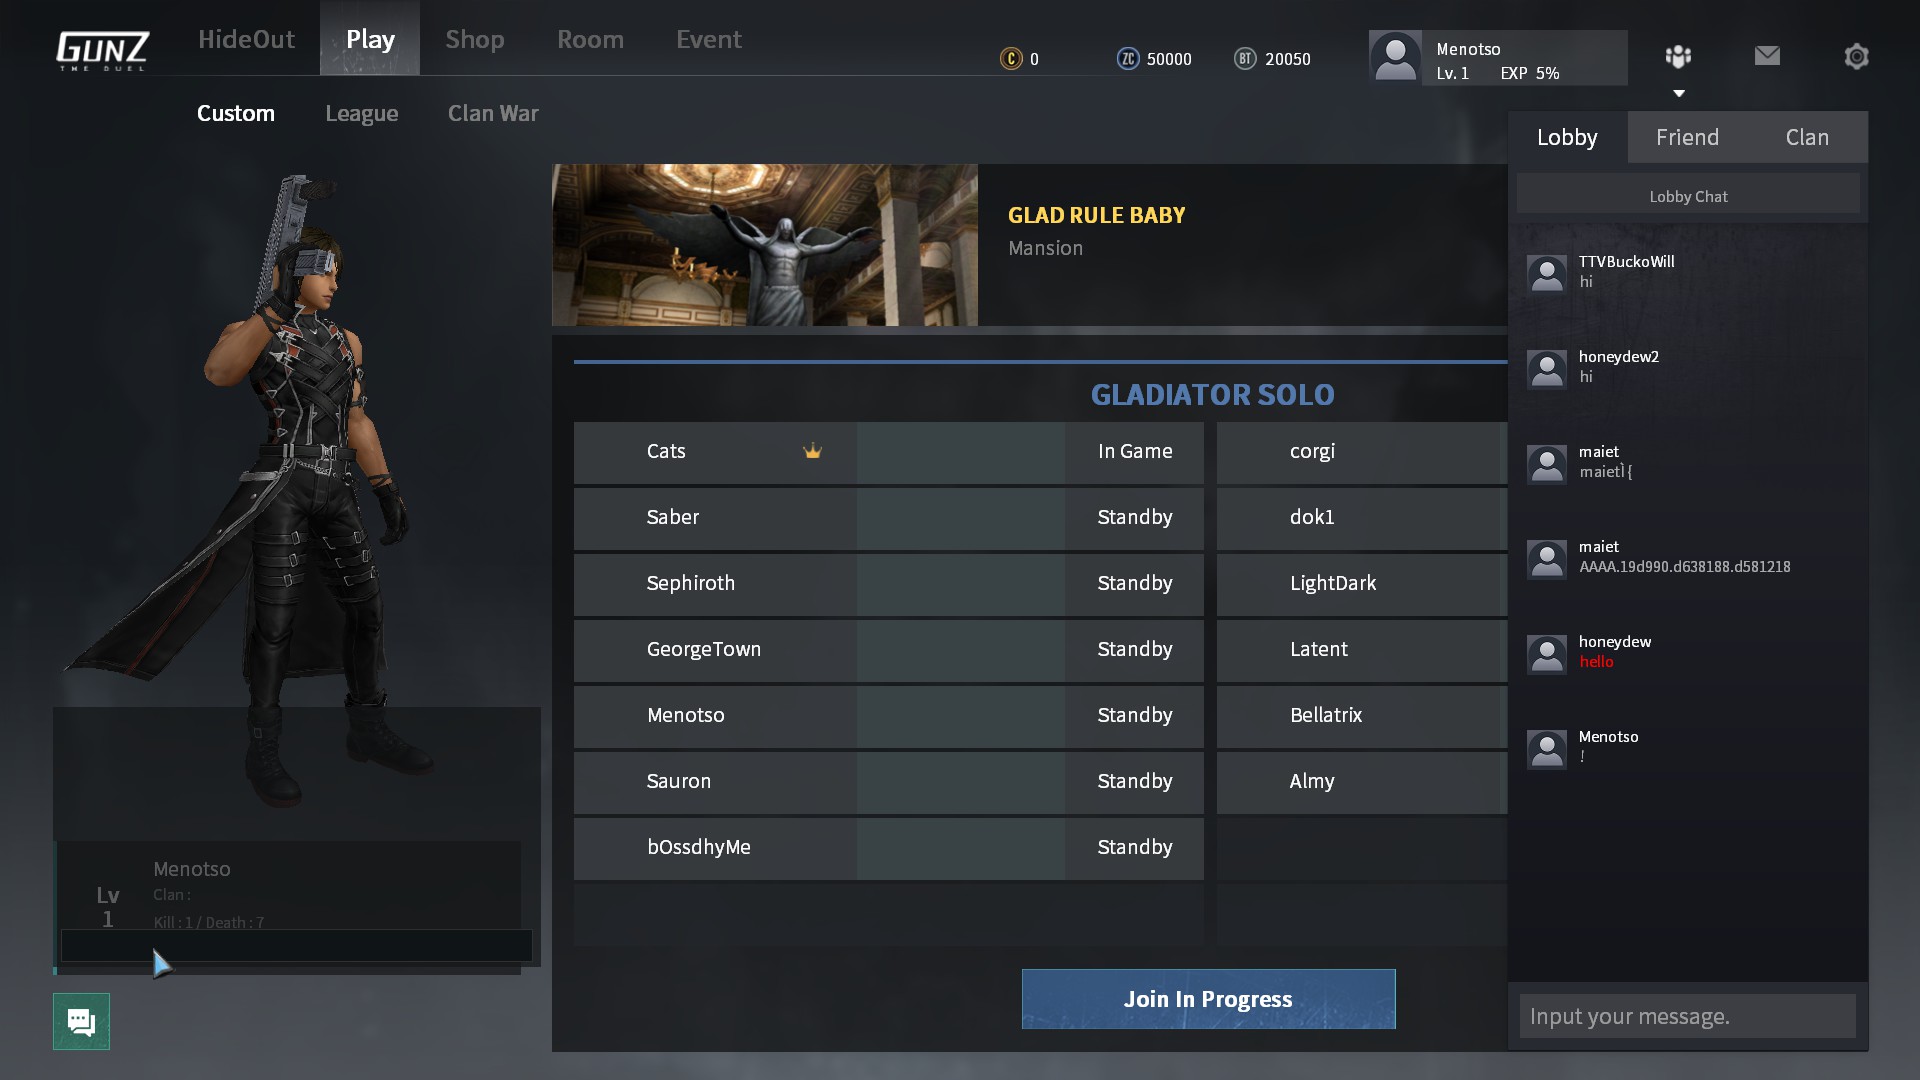 GUNZ
THE DUEL
HideOut
Play
Shop
Room
Event
C 0
ZC 50000
BT 20050
Menotso
Lv. 1 EXP 5%
Custom
League
Clan War
GLAD RULE BABY
Mansion
GLADIATOR SOLO
Cats In Game
Saber Standby
Sephiroth Standby
GeorgeTown Standby
Menotso Standby
Sauron Standby
bOssdhyMe Standby
corgi
dok1
LightDark
Latent
Bellatrix
Almy
Join In Progress
Menotso
Lv
1
Clan :
Kill : 1 / Death : 7
Lobby
Friend
Clan
Lobby Chat
TTVBuckoWill
hi
honeydew2
hi
maiet
maietÌ{
maiet
AAAA.19d990.d638188.d581218
honeydew
hello
Menotso
!
Input your message.